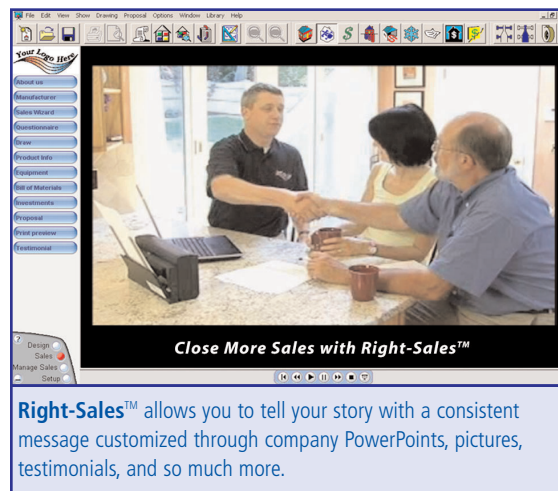 File Edit View Show Drawing Proposal Options Window Library Help
Your Logo Here
About us
Manufacturer
Sales Wizard
Questionnaire
Draw
Product Info
Equipment
Bill of Materials
Investments
Proposal
Print preview
Testimonial
Design
Sales
Manage Sales
Setup
Close More Sales with Right-Sales™
Right-Sales™ allows you to tell your story with a consistent
message customized through company PowerPoints, pictures,
testimonials, and so much more.